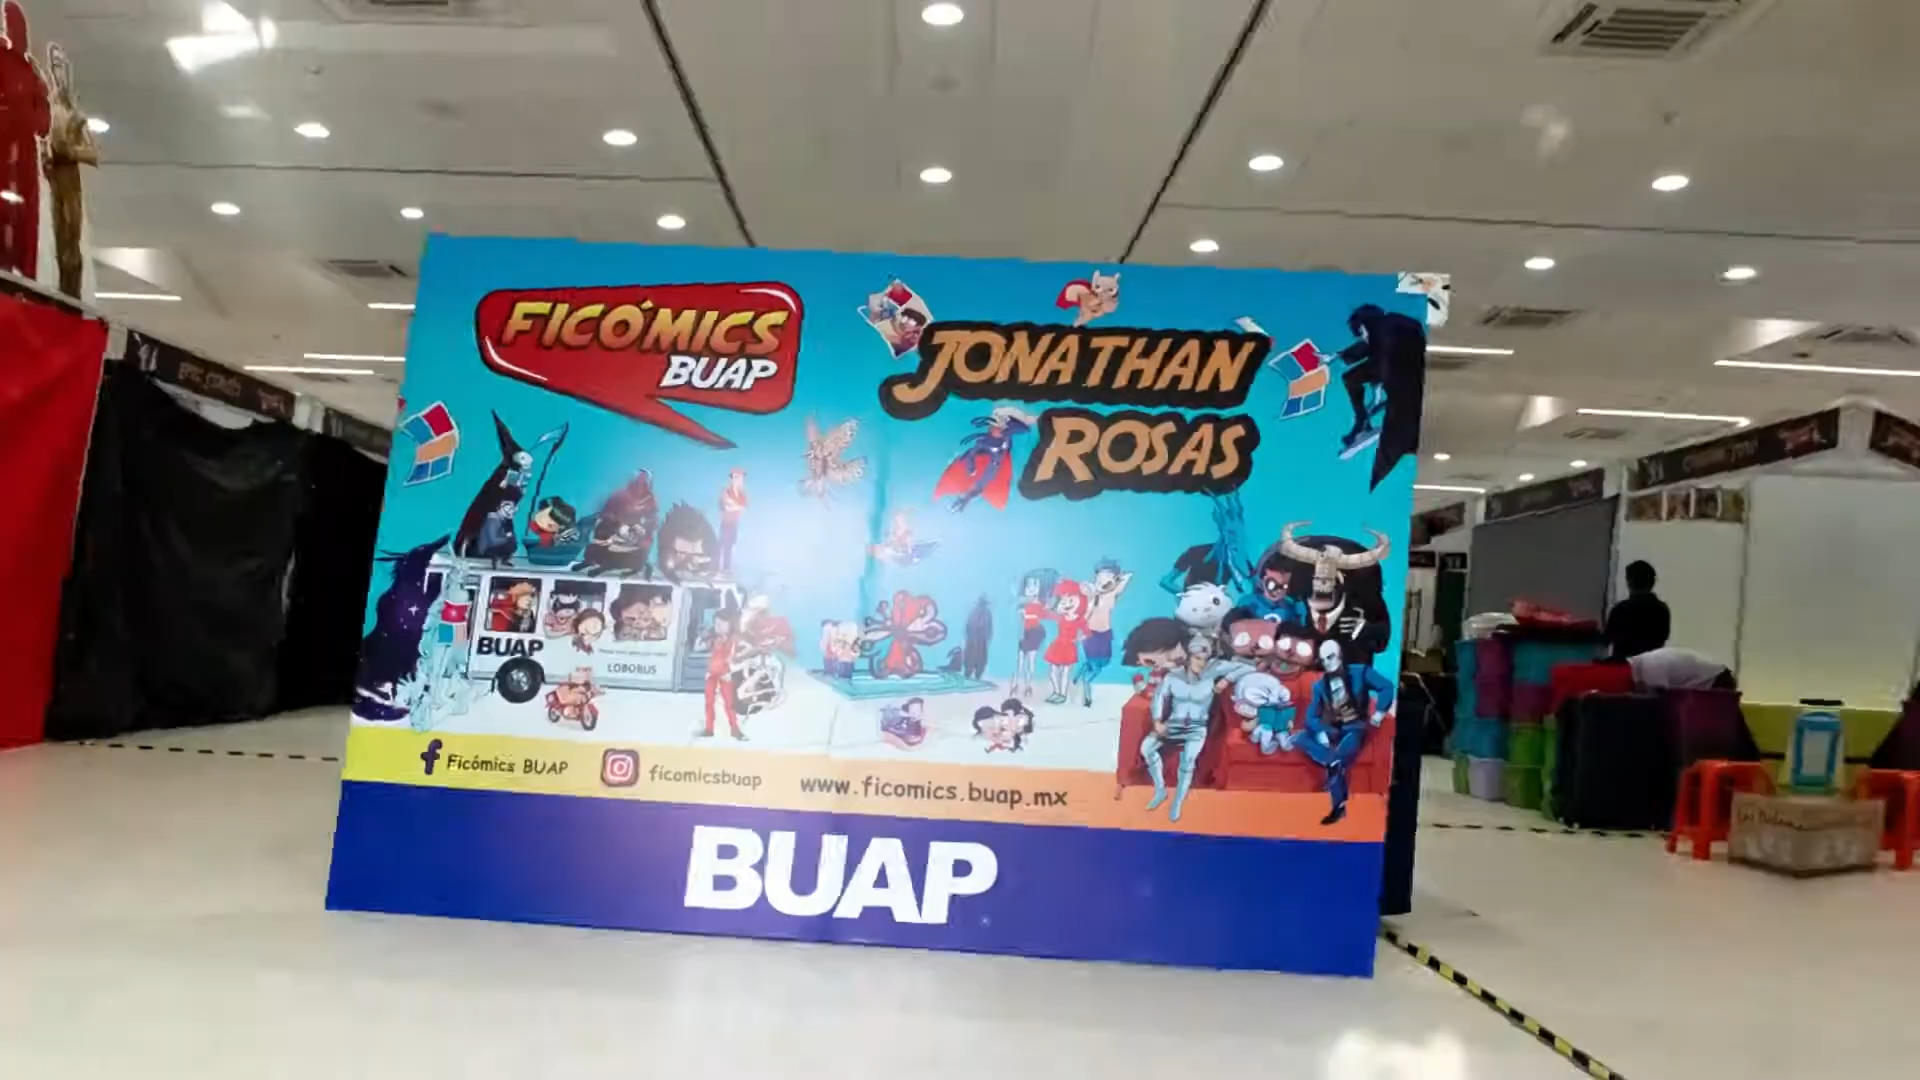 FICÓMICS
BUAP
JONATHAN
ROSAS
BUAP
LOBOBUS
Ficómics BUAP
ficomicsbuap
www.ficomics.buap.mx
BUAP